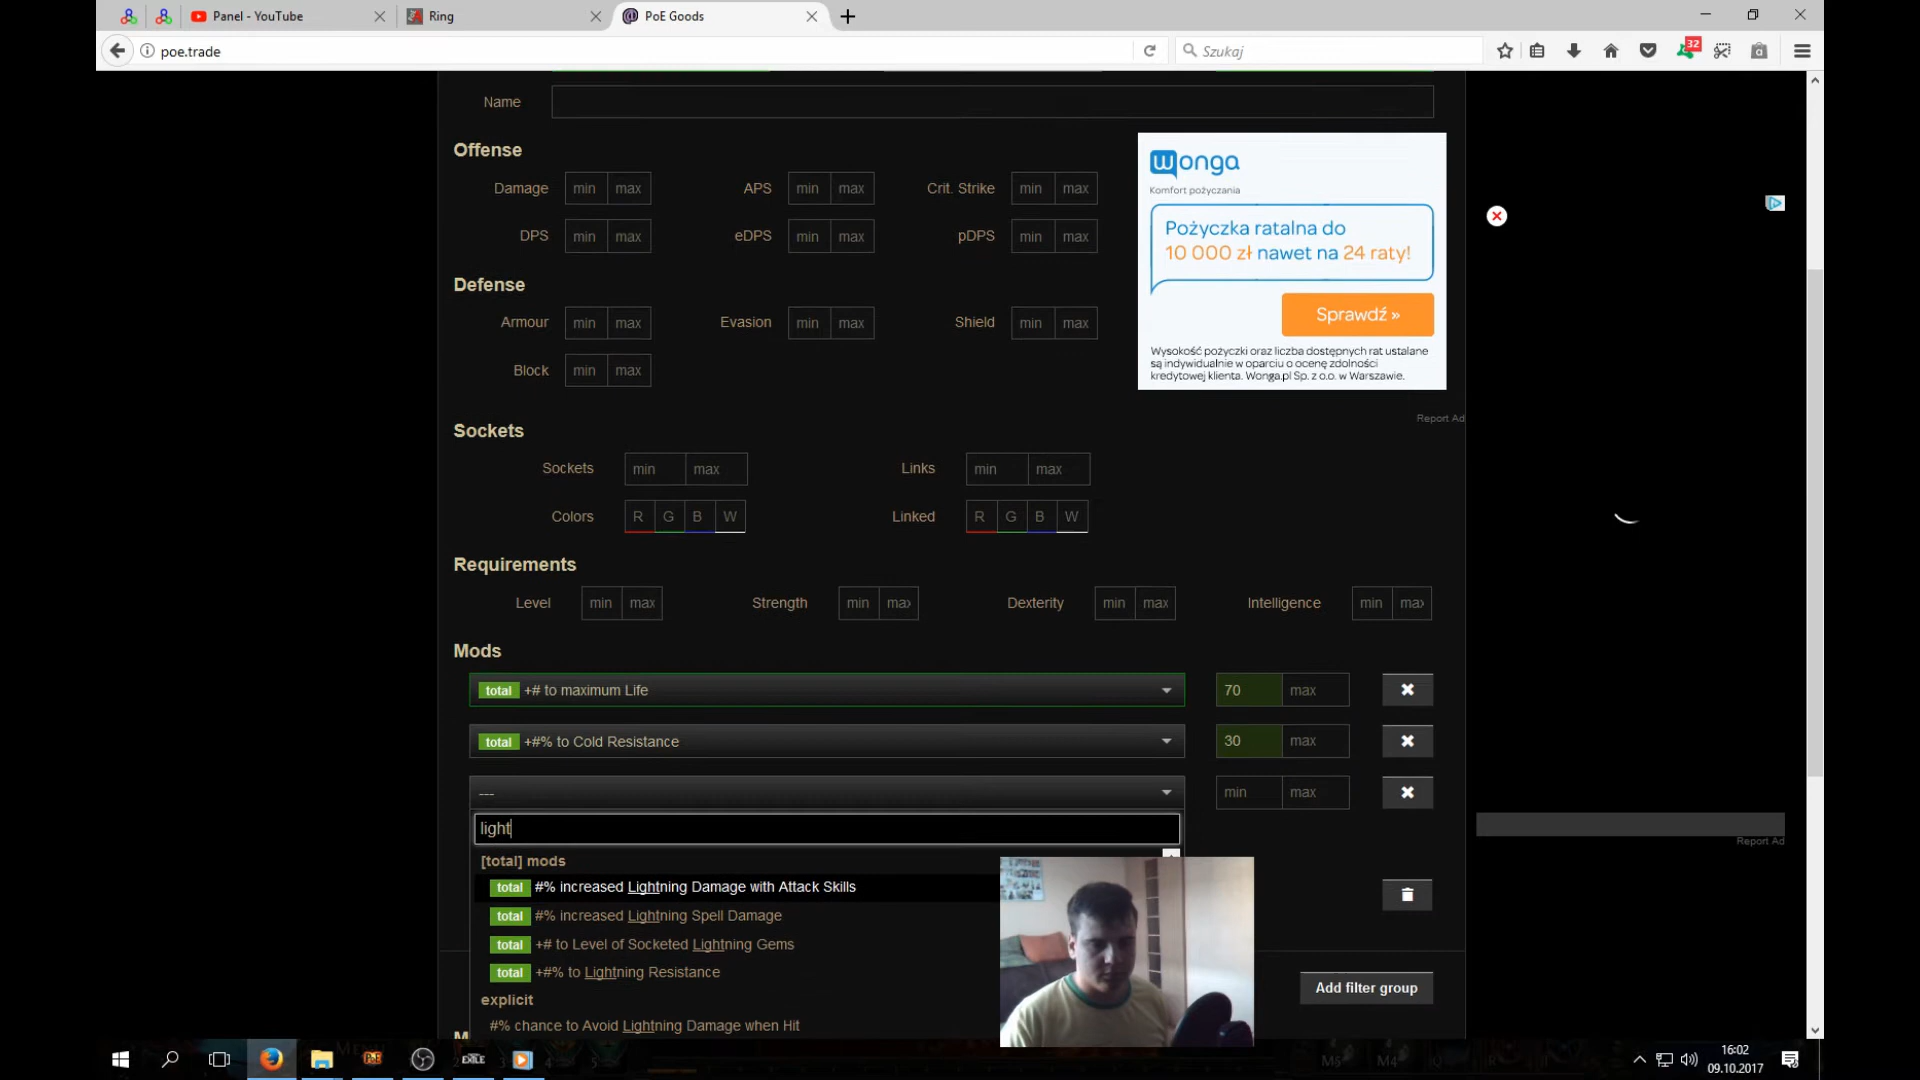 Panel - YouTube
Ring
PoE Goods
poe.trade
Szukaj
32
Name
Offense
Damage min max APS min max Crit. Strike min max
DPS min max eDPS min max pDPS min max
Defense
Armour min max Evasion min max Shield min max
Block min max
wonga
Komfort pożyczania
Pożyczka ratalna do
10 000 zł nawet na 24 raty!
Sprawdź »
Wysokość pożyczki oraz liczba dostępnych rat ustalane
są indywidualnie w oparciu o ocenę zdolności
kredytowej klienta. Wonga.pl Sp. z o.o. w Warszawie.
Report Ad
Sockets
Sockets min max Links min max
Colors R G B W Linked R G B W
Requirements
Level min max Strength min max Dexterity min max Intelligence min max
Mods
total +# to maximum Life 70 max
total +#% to Cold Resistance 30 max
--- min max
light
Report Ad
[total] mods
total #% increased Lightning Damage with Attack Skills
total #% increased Lightning Spell Damage
total +# to Level of Socketed Lightning Gems
total +#% to Lightning Resistance
Add filter group
explicit
#% chance to Avoid Lightning Damage when Hit
16:02
09.10.2017